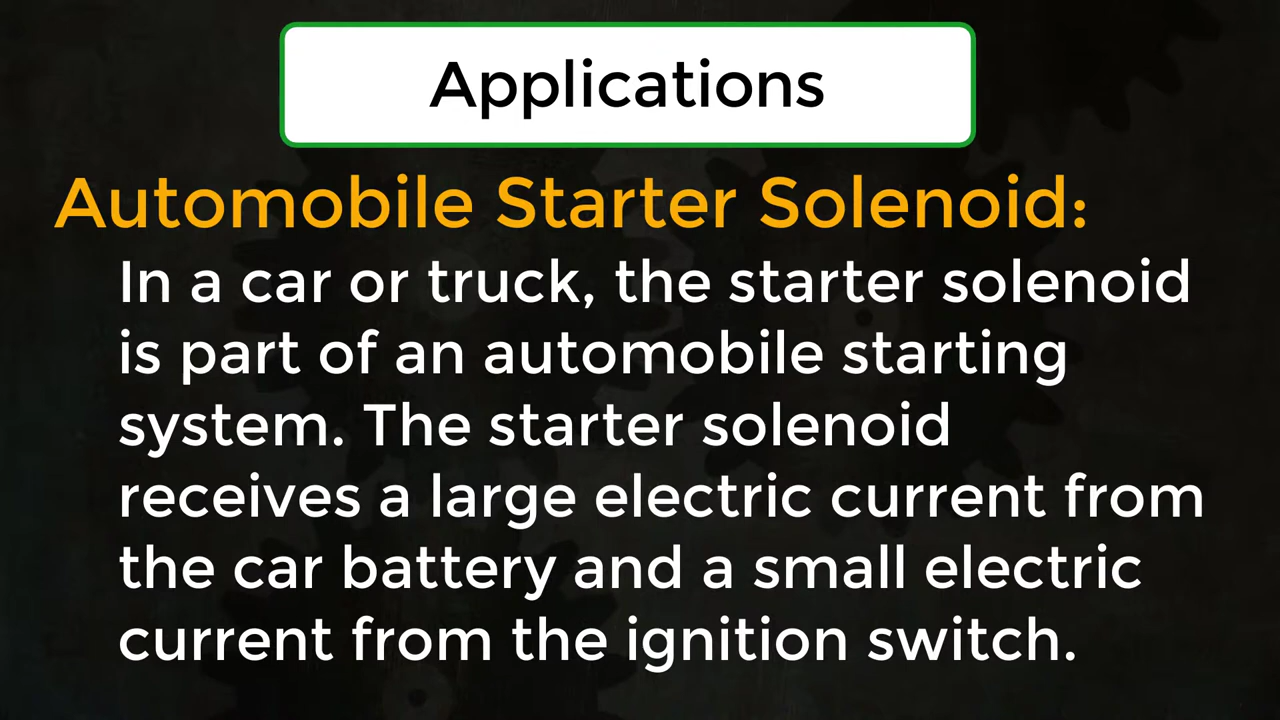 Applications
Automobile Starter Solenoid:
In a car or truck, the starter solenoid
is part of an automobile starting
system. The starter solenoid
receives a large electric current from
the car battery and a small electric
current from the ignition switch.